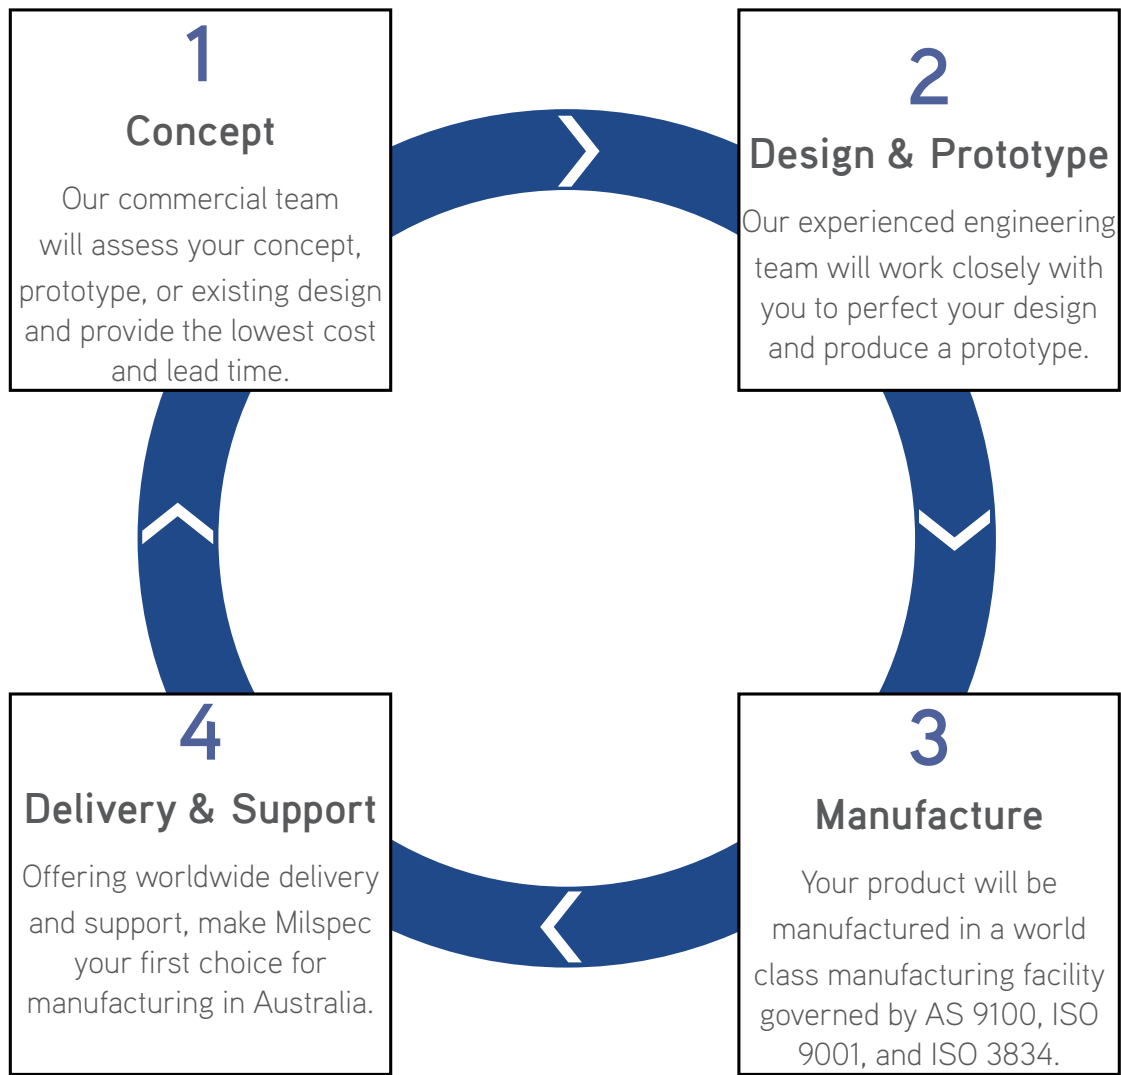 1
Concept
Our commercial team
will assess your concept,
prototype, or existing design
and provide the lowest cost
and lead time.
2
Design & Prototype
Our experienced engineering
team will work closely with
you to perfect your design
and produce a prototype.
3
Manufacture
Your product will be
manufactured in a world
class manufacturing facility
governed by AS 9100, ISO
9001, and ISO 3834.
4
Delivery & Support
Offering worldwide delivery
and support, make Milspec
your first choice for
manufacturing in Australia.